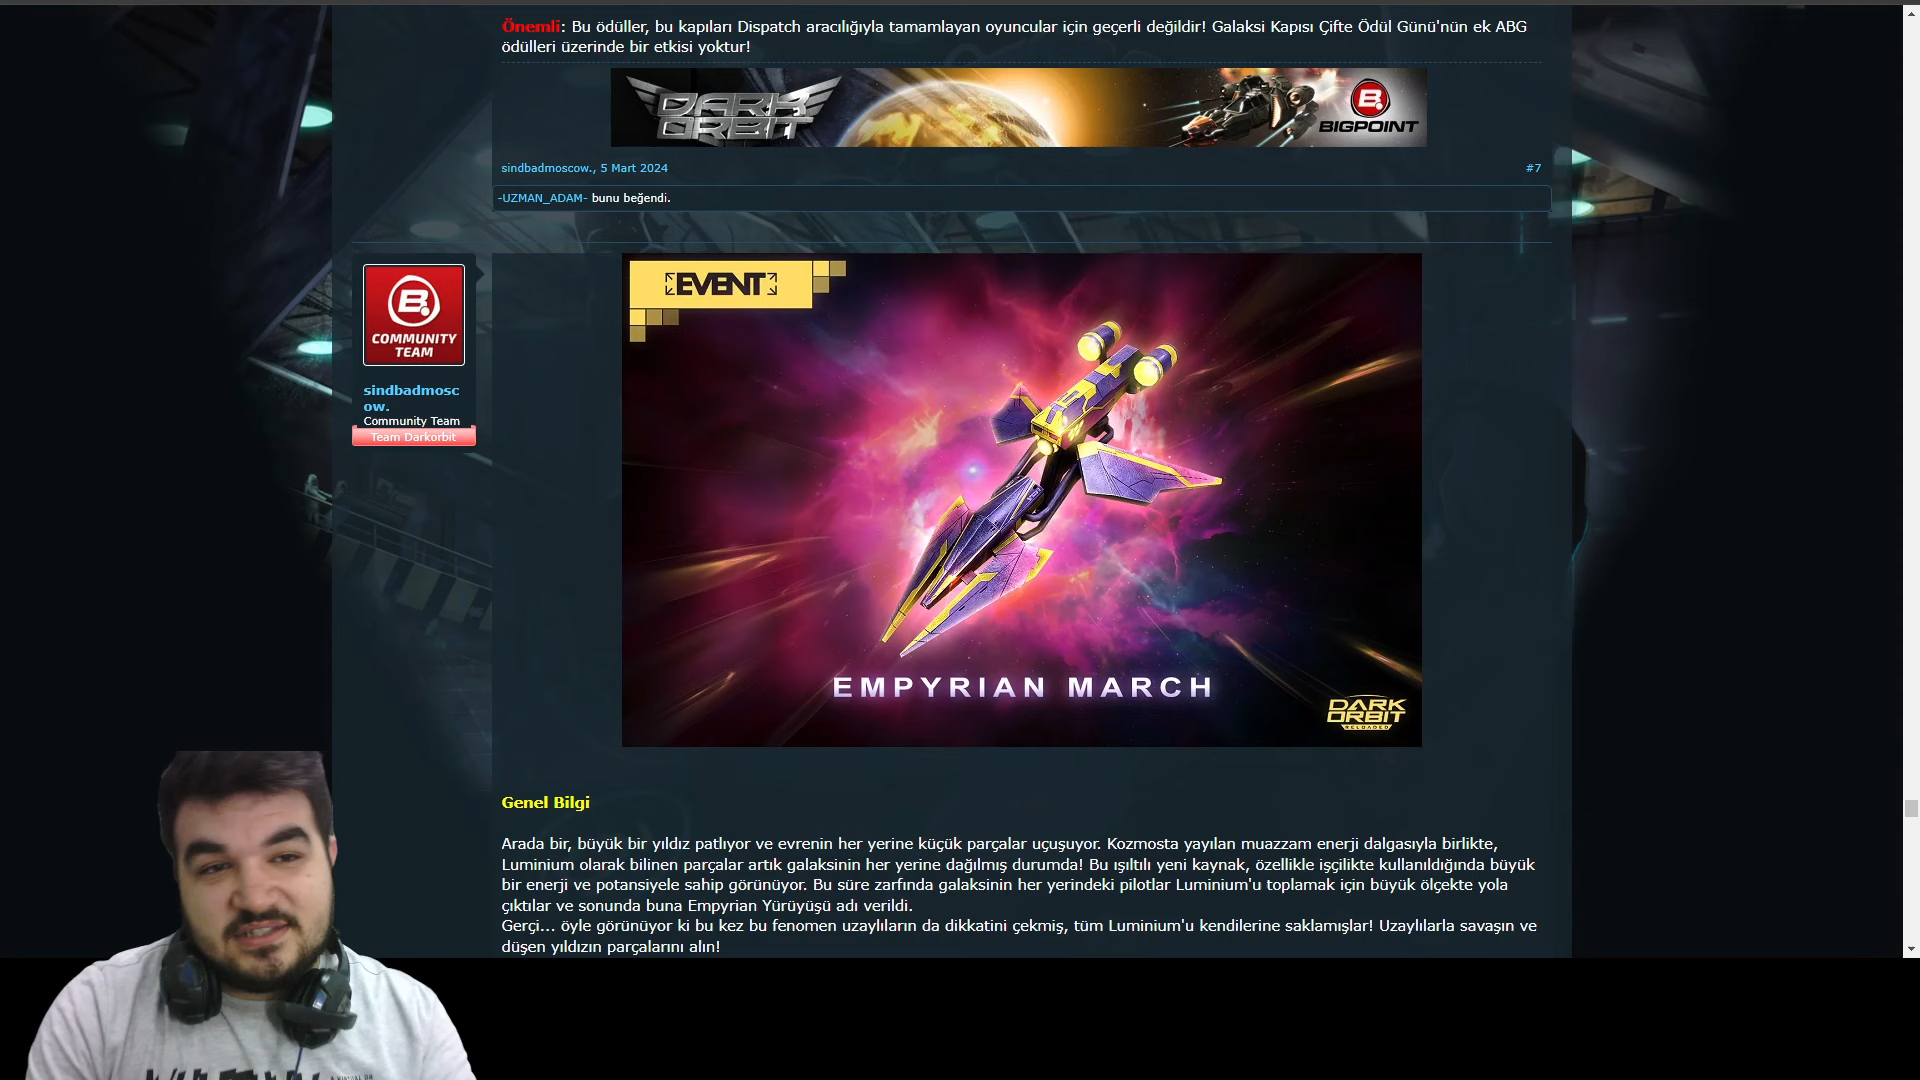 Önemli: Bu ödüller, bu kapıları Dispatch aracılığıyla tamamlayan oyuncular için geçerli değildir! Galaksi Kapısı Çifte Ödül Günü'nün ek ABG
ödülleri üzerinde bir etkisi yoktur!
DARK
ORBIT
B.
BIGPOINT
sindbadmoscow., 5 Mart 2024
#7
-UZMAN_ADAM- bunu beğendi.
EVENT
B.
COMMUNITY
TEAM
sindbadmosc
ow.
Community Team
Team Darkorbit
EMPYRIAN MARCH
DARK
ORBIT
RELOADED
Genel Bilgi
Arada bir, büyük bir yıldız patlıyor ve evrenin her yerine küçük parçalar uçuşuyor. Kozmosta yayılan muazzam enerji dalgasıyla birlikte,
Luminium olarak bilinen parçalar artık galaksinin her yerine dağılmış durumda! Bu ışıltılı yeni kaynak, özellikle işçilikte kullanıldığında büyük
bir enerji ve potansiyele sahip görünüyor. Bu süre zarfında galaksinin her yerindeki pilotlar Luminium'u toplamak için büyük ölçekte yola
çıktılar ve sonunda buna Empyrian Yürüyüşü adı verildi.
Gerçi... öyle görünüyor ki bu kez bu fenomen uzaylıların da dikkatini çekmiş, tüm Luminium'u kendilerine saklamışlar! Uzaylılarla savaşın ve
düşen yıldızın parçalarını alın!